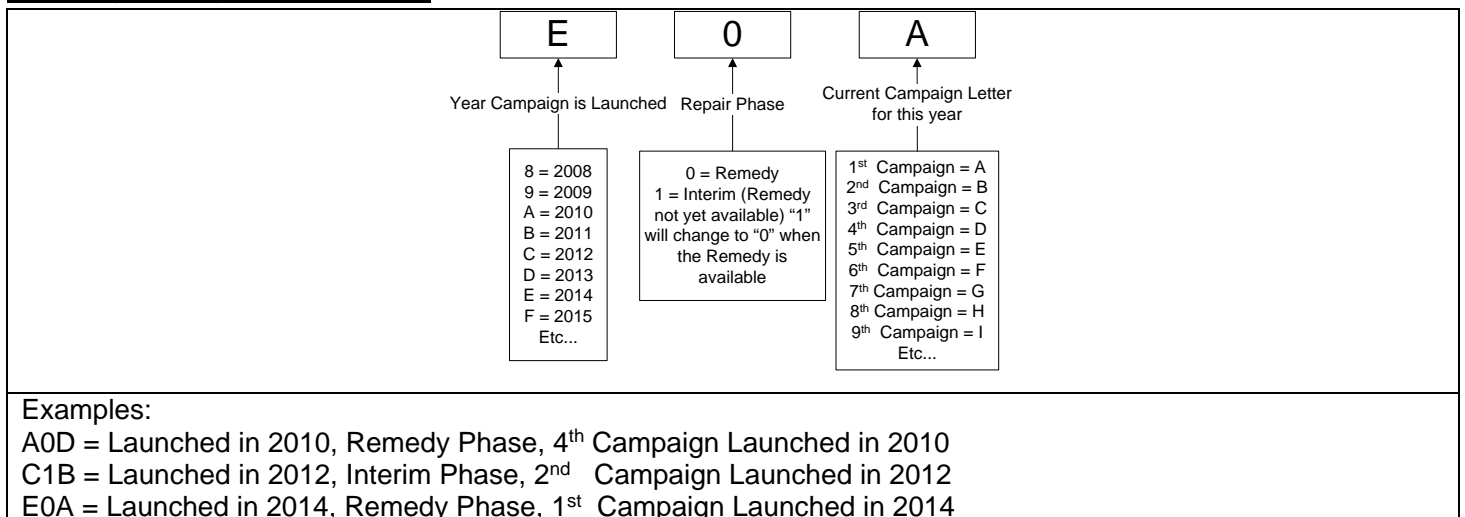 E 0 A
Year Campaign is Launched Repair Phase Current Campaign Letter
for this year
8 = 2008
9 = 2009
A = 2010
B = 2011
C = 2012
D = 2013
E = 2014
F = 2015
Etc...
0 = Remedy
1 = Interim (Remedy
not yet available) “1”
will change to “0” when
the Remedy is
available
1st Campaign = A
2nd Campaign = B
3rd Campaign = C
4th Campaign = D
5th Campaign = E
6th Campaign = F
7th Campaign = G
8th Campaign = H
9th Campaign = I
Etc...
Examples:
A0D = Launched in 2010, Remedy Phase, 4th Campaign Launched in 2010
C1B = Launched in 2012, Interim Phase, 2nd Campaign Launched in 2012
E0A = Launched in 2014, Remedy Phase, 1st Campaign Launched in 2014